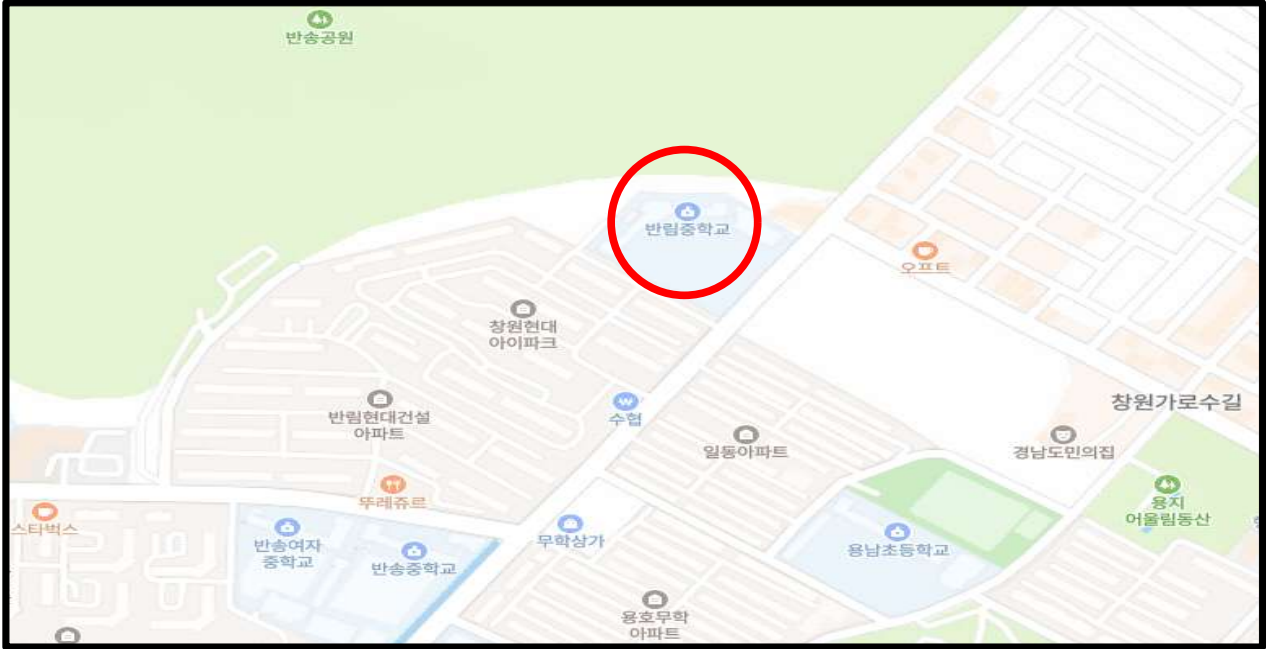 반송공원
반림중학교
오프트
창원현대
아이파크
창원가로수길
반림현대건설
아파트
수협
일동아파트
경남도민의집
뚜레쥬르
용지
어울림동산
스타벅스
반송여자
중학교
반송중학교
무학상가
용남초등학교
용호무학
아파트